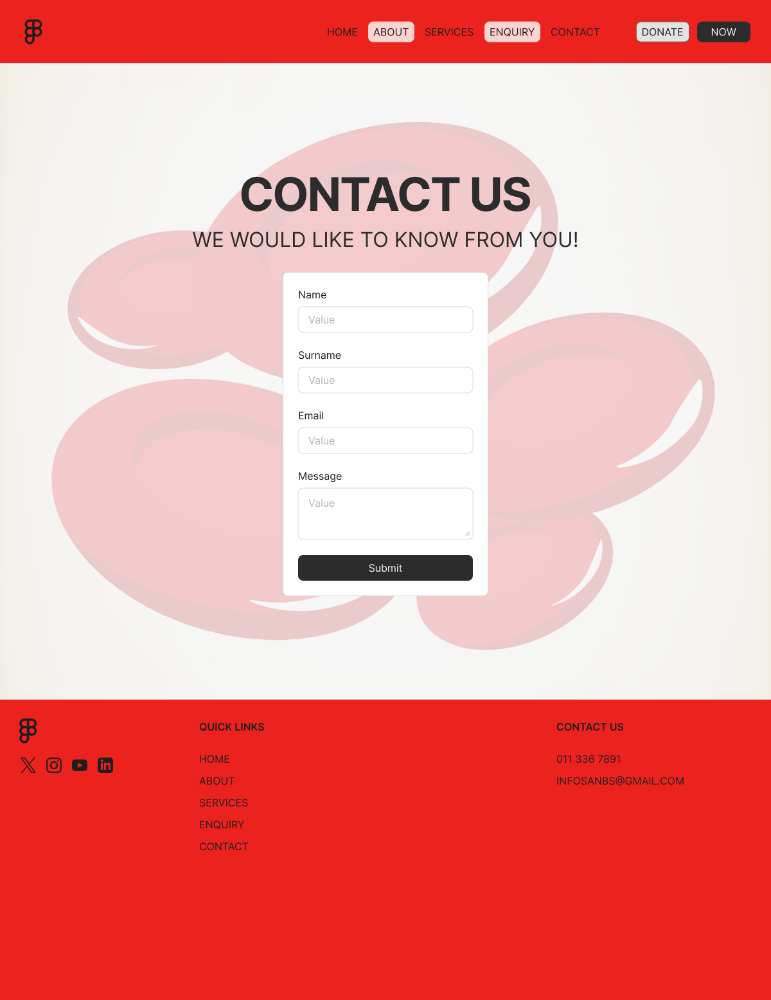 HOME ABOUT SERVICES ENQUIRY CONTACT DONATE NOW
CONTACT US
WE WOULD LIKE TO KNOW FROM YOU!
Name
Value
Surname
Value
Email
Value
Message
Value
Submit
QUICK LINKS
HOME
ABOUT
SERVICES
ENQUIRY
CONTACT
CONTACT US
011 336 7891
INFOSANBS@GMAIL.COM